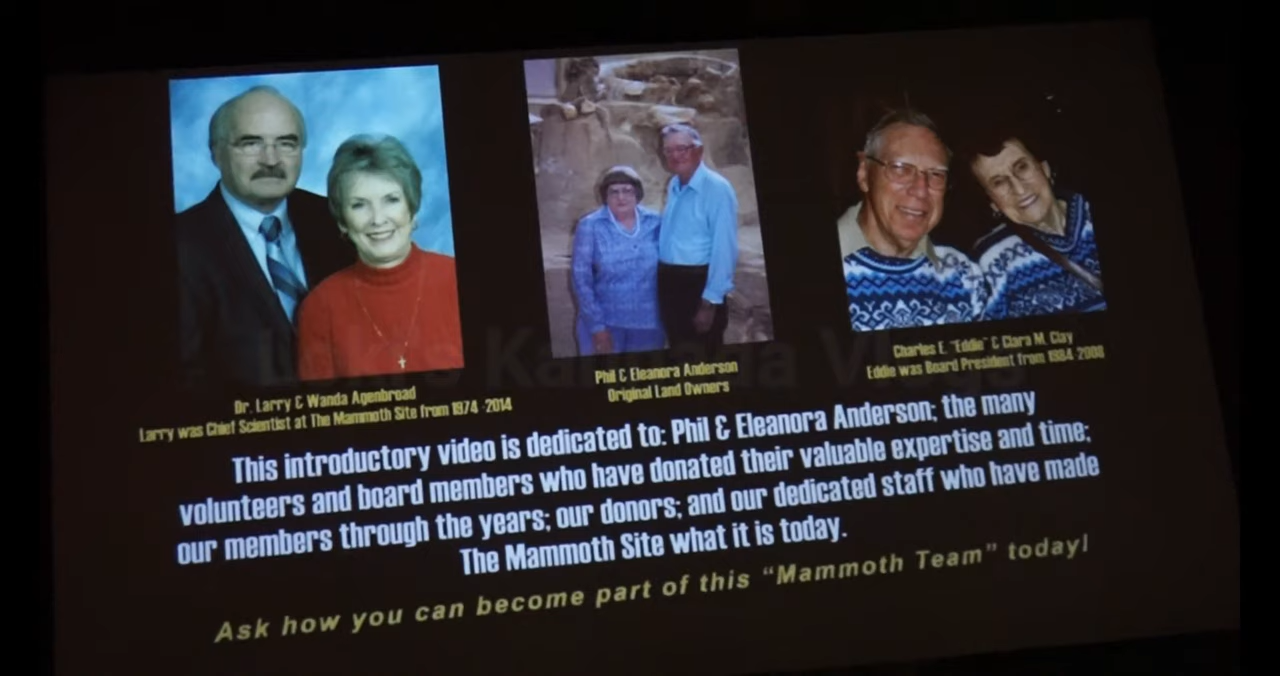 Dr. Larry & Wanda Agenbroad
Larry was Chief Scientist at The Mammoth Site from 1974 -2014
Phil & Eleanora Anderson
Original Land Owners
Charles E. "Eddie" & Clara M. Clay
Eddie was Board President from 1984-2008
This introductory video is dedicated to: Phil & Eleanora Anderson; the many
volunteers and board members who have donated their valuable expertise and time;
our members through the years; our donors; and our dedicated staff who have made
The Mammoth Site what it is today.
Ask how you can become part of this “Mammoth Team” today!